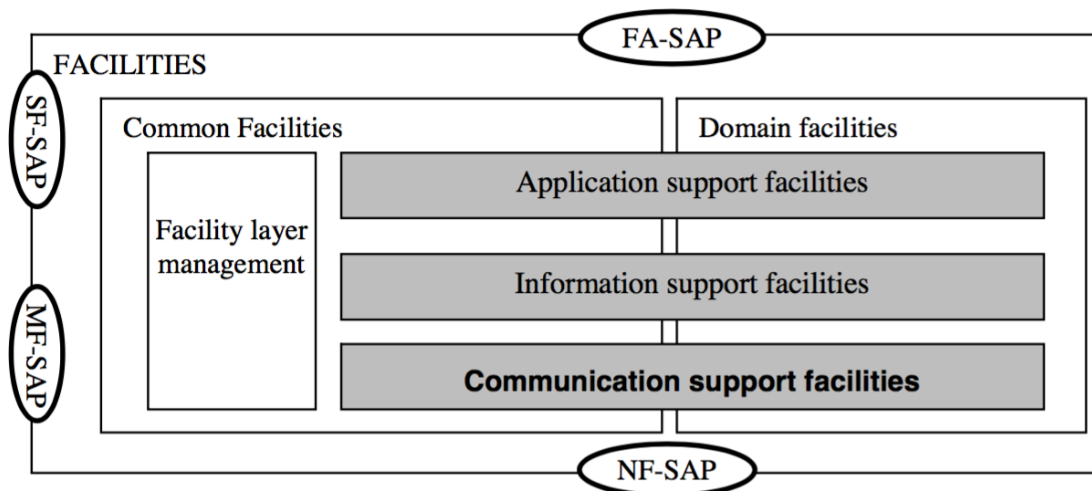 FA-SAP
FACILITIES
SF-SAP
Common Facilities
Domain facilities
Application support facilities
Facility layer
management
Information support facilities
MF-SAP
Communication support facilities
NF-SAP